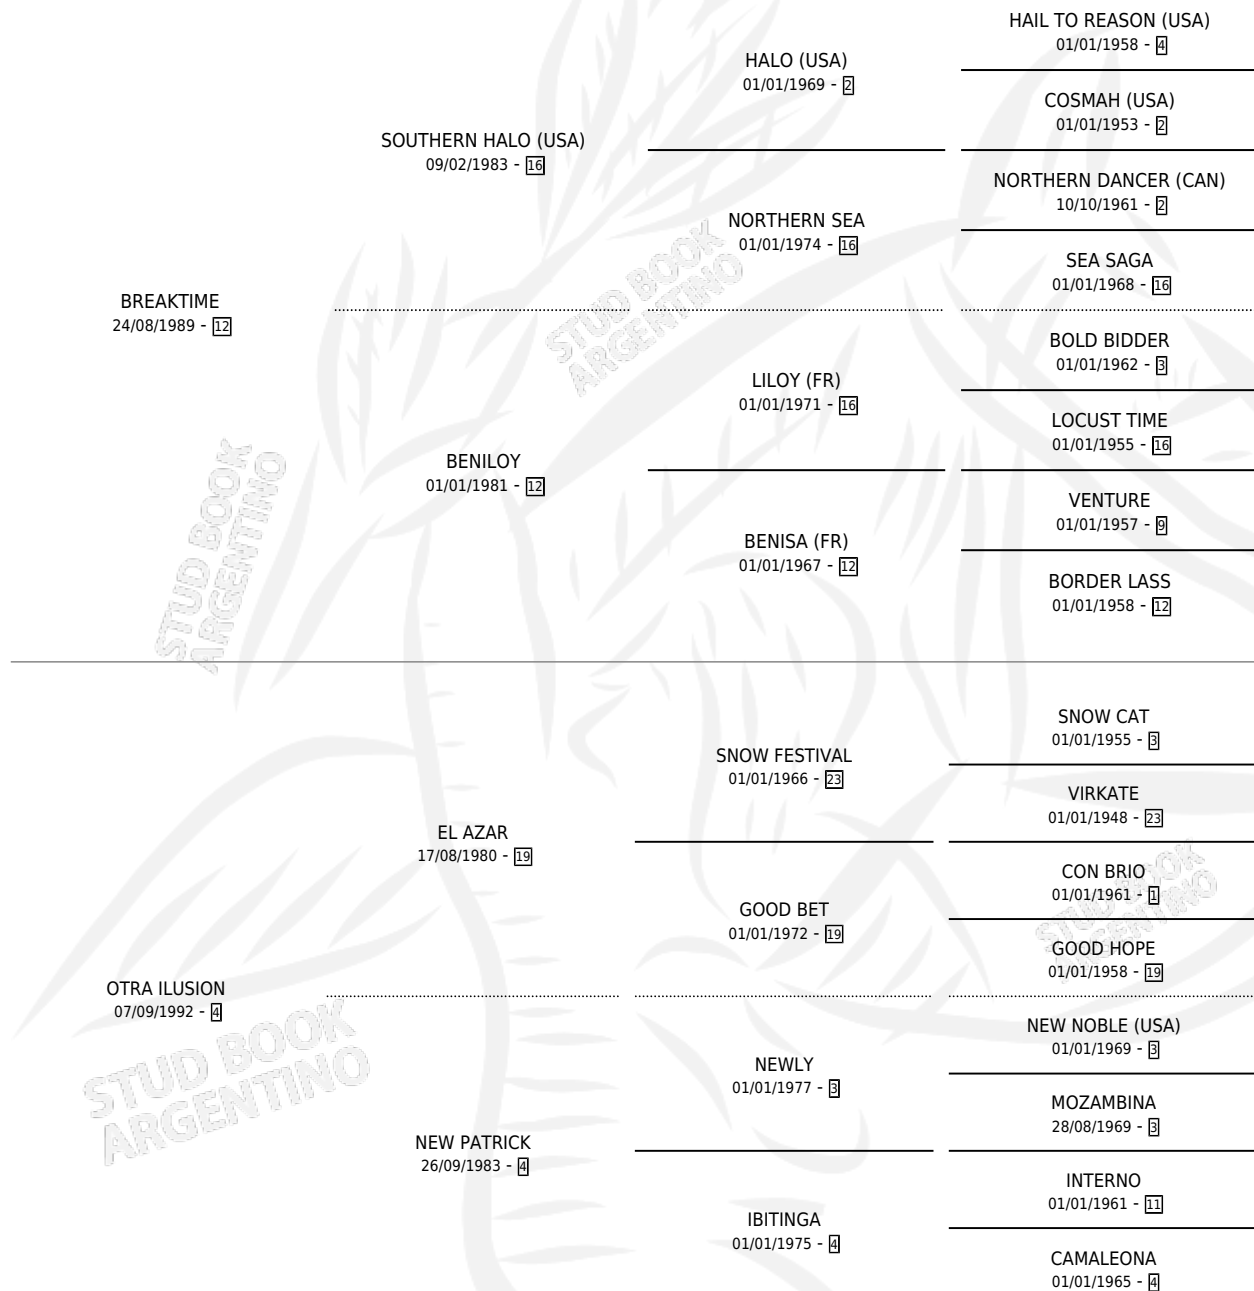 HAIL TO REASON (USA)
01/01/1958 - 4
HALO (USA)
01/01/1969 - 2
COSMAH (USA)
01/01/1953 - 2
SOUTHERN HALO (USA)
09/02/1983 - 16
NORTHERN DANCER (CAN)
10/10/1961 - 2
NORTHERN SEA
01/01/1974 - 16
SEA SAGA
01/01/1968 - 16
BREAKTIME
24/08/1989 - 12
STUD BOOK
ARGENTINO
BOLD BIDDER
01/01/1962 - 3
LILOY (FR)
01/01/1971 - 16
LOCUST TIME
01/01/1955 - 16
BENILOY
01/01/1981 - 12
VENTURE
01/01/1957 - 9
BENISA (FR)
01/01/1967 - 12
BORDER LASS
01/01/1958 - 12
STUD BOOK
ARGENTINO
SNOW CAT
01/01/1955 - 3
SNOW FESTIVAL
01/01/1966 - 23
VIRKATE
01/01/1948 - 23
EL AZAR
17/08/1980 - 19
CON BRIO
01/01/1961 - 1
GOOD BET
01/01/1972 - 19
STUD BOOK
ARGENTINO
GOOD HOPE
01/01/1958 - 19
OTRA ILUSION
07/09/1992 - 4
NEW NOBLE (USA)
01/01/1969 - 3
STUD BOOK
ARGENTINO
NEWLY
01/01/1977 - 3
MOZAMBINA
28/08/1969 - 3
NEW PATRICK
26/09/1983 - 4
INTERNO
01/01/1961 - 11
IBITINGA
01/01/1975 - 4
CAMALEONA
01/01/1965 - 4